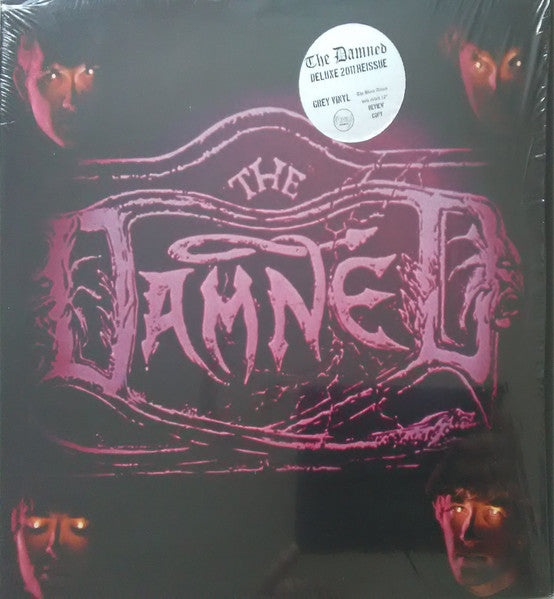 The Damned
DELUXE 2011 REISSUE
GREY VINYL
REVIEW
COPY
THE
DAMNED